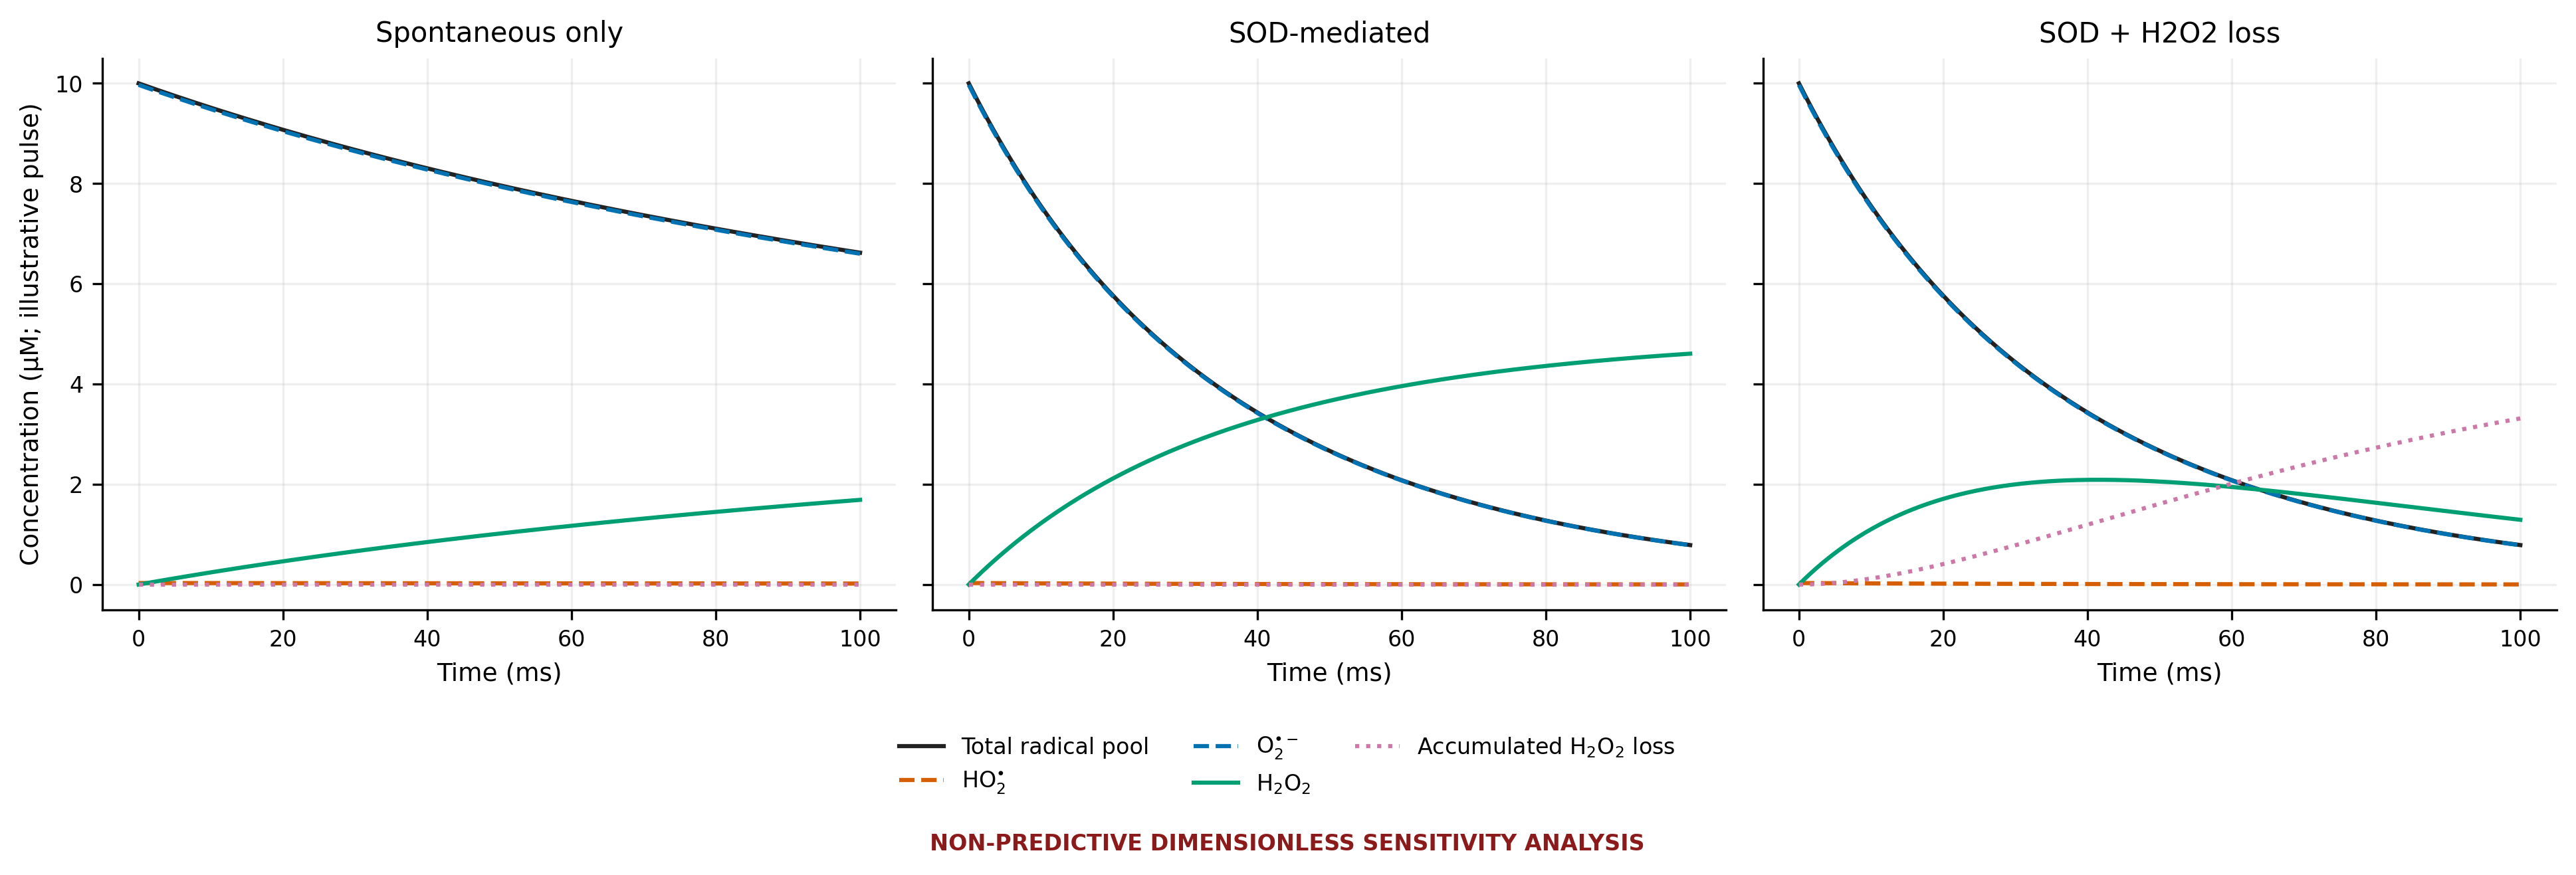 Spontaneous only
SOD-mediated
SOD + H2O2 loss
Concentration (µM; illustrative pulse)
10
8
6
4
2
0
0 20 40 60 80 100
0 20 40 60 80 100
0 20 40 60 80 100
Time (ms)
Time (ms)
Time (ms)
Total radical pool
HO₂•
O₂•⁻
H₂O₂
Accumulated H₂O₂ loss
NON-PREDICTIVE DIMENSIONLESS SENSITIVITY ANALYSIS